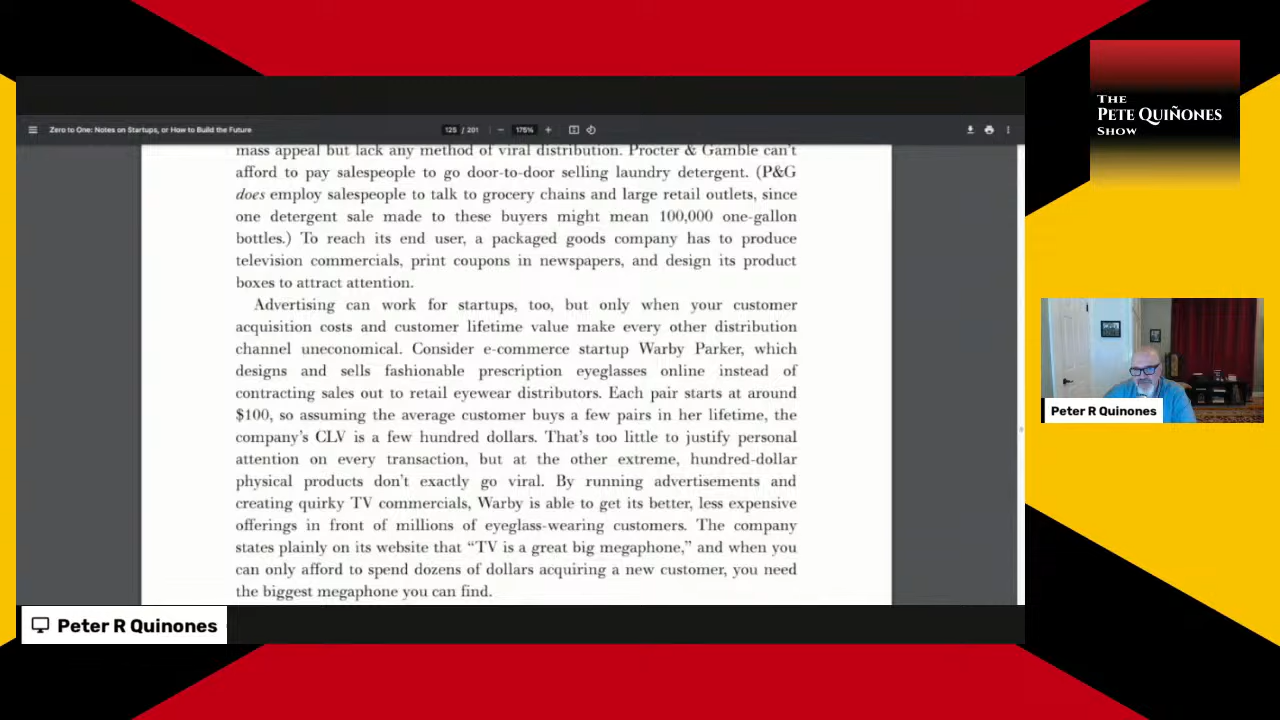 THE
PETE QUIÑONES
SHOW
Zero to One: Notes on Startups, or How to Build the Future
125 / 201
175%
mass appeal but lack any method of viral distribution. Procter & Gamble can't
afford to pay salespeople to go door-to-door selling laundry detergent. (P&G
does employ salespeople to talk to grocery chains and large retail outlets, since
one detergent sale made to these buyers might mean 100,000 one-gallon
bottles.) To reach its end user, a packaged goods company has to produce
television commercials, print coupons in newspapers, and design its product
boxes to attract attention.
Advertising can work for startups, too, but only when your customer
acquisition costs and customer lifetime value make every other distribution
channel uneconomical. Consider e-commerce startup Warby Parker, which
designs and sells fashionable prescription eyeglasses online instead of
contracting sales out to retail eyewear distributors. Each pair starts at around
$100, so assuming the average customer buys a few pairs in her lifetime, the
company's CLV is a few hundred dollars. That's too little to justify personal
attention on every transaction, but at the other extreme, hundred-dollar
physical products don't exactly go viral. By running advertisements and
creating quirky TV commercials, Warby is able to get its better, less expensive
offerings in front of millions of eyeglass-wearing customers. The company
states plainly on its website that “TV is a great big megaphone,” and when you
can only afford to spend dozens of dollars acquiring a new customer, you need
the biggest megaphone you can find.
Peter R Quinones
Peter R Quinones